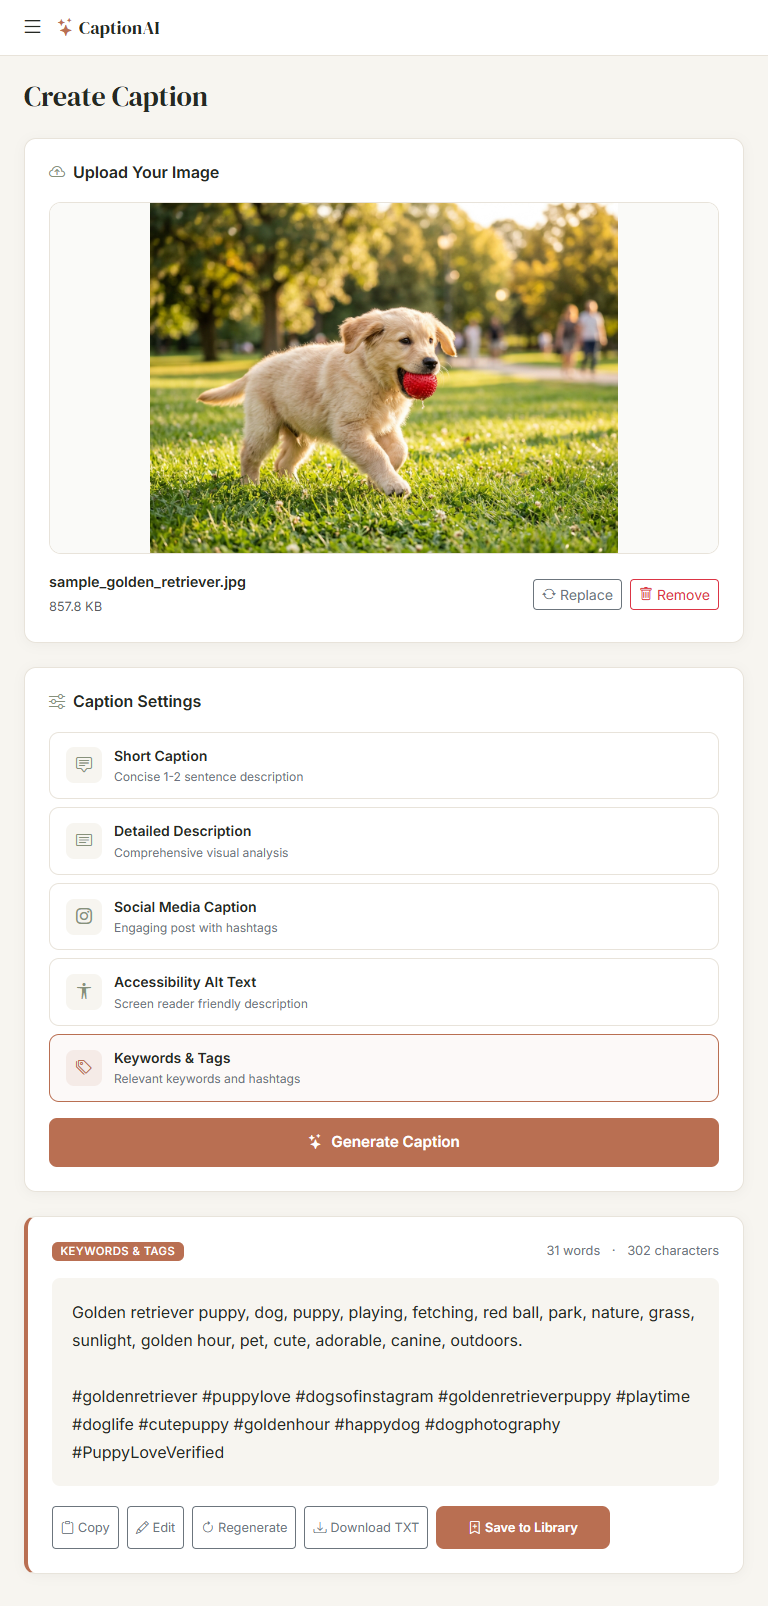 CaptionAI
Create Caption
Upload Your Image
sample_golden_retriever.jpg
857.8 KB
Replace
Remove
Caption Settings
Short Caption
Concise 1-2 sentence description
Detailed Description
Comprehensive visual analysis
Social Media Caption
Engaging post with hashtags
Accessibility Alt Text
Screen reader friendly description
Keywords & Tags
Relevant keywords and hashtags
Generate Caption
KEYWORDS & TAGS
31 words · 302 characters
Golden retriever puppy, dog, puppy, playing, fetching, red ball, park, nature, grass,
sunlight, golden hour, pet, cute, adorable, canine, outdoors.
#goldenretriever #puppylove #dogsofinstagram #goldenretrieverpuppy #playtime
#doglife #cutepuppy #goldenhour #happydog #dogphotography
#PuppyLoveVerified
Copy
Edit
Regenerate
Download TXT
Save to Library